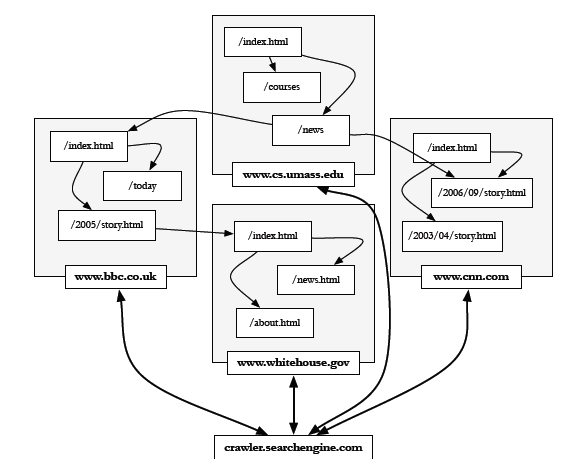 /index.html
/courses
/news
www.cs.umass.edu
/index.html
/today
/2005/story.html
www.bbc.co.uk
/index.html
/2006/09/story.html
/2003/04/story.html
www.cnn.com
/index.html
/news.html
/about.html
www.whitehouse.gov
crawler.searchengine.com